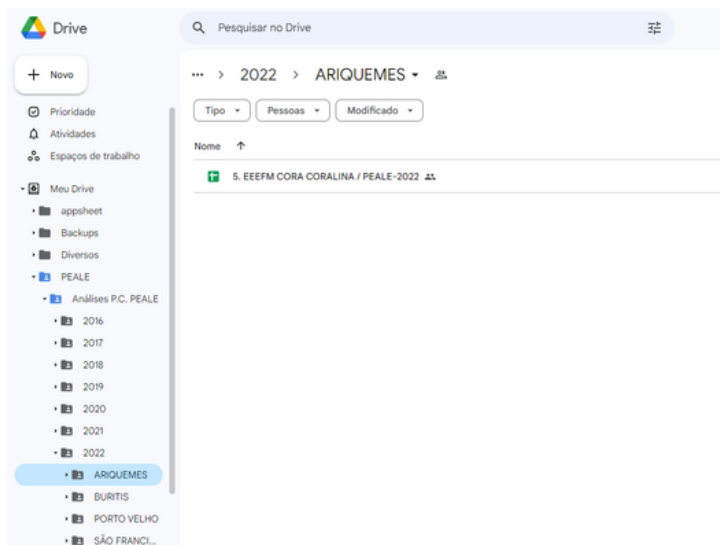 Drive
Pesquisar no Drive
Novo
Prioridade
Atividades
Espaços de trabalho
Meu Drive
appsheet
Backups
Diversos
PEALE
Análises P.C. PEALE
2016
2017
2018
2019
2020
2021
2022
ARIQUEMES
BURITIS
PORTO VELHO
SÃO FRANCI...
... > 2022 > ARIQUEMES
Tipo Pessoas Modificado
Nome
5. EEEFM CORA CORALINA / PEALE-2022